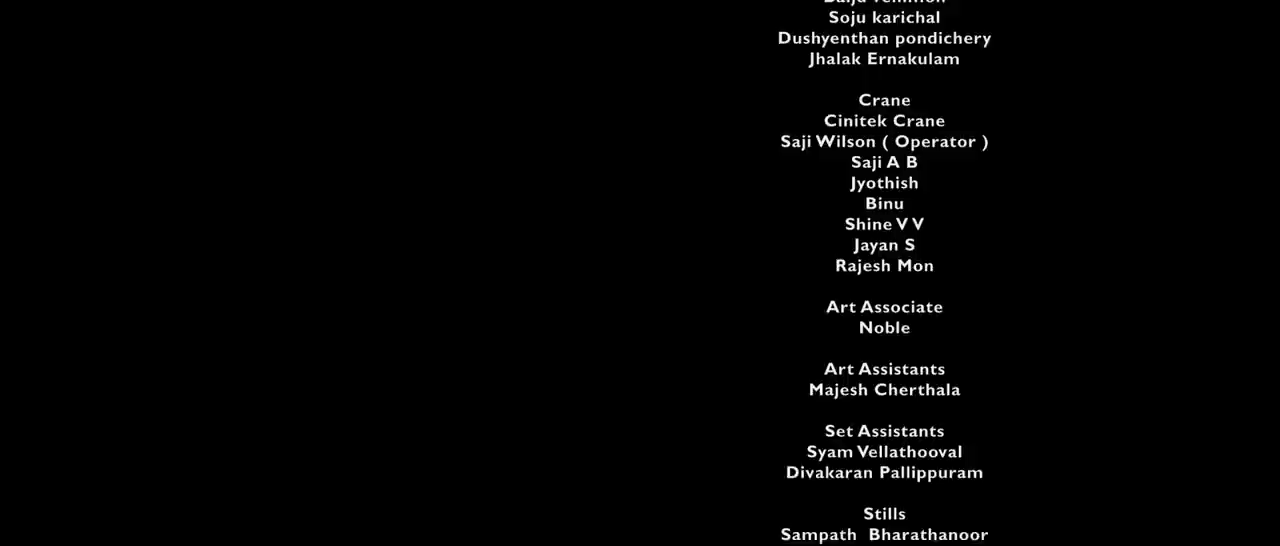 Soju karichal
Dushyenthan pondichery
Jhalak Ernakulam
Crane
Cinitek Crane
Saji Wilson ( Operator )
Saji A B
Jyothish
Binu
Shine V V
Jayan S
Rajesh Mon
Art Associate
Noble
Art Assistants
Majesh Cherthala
Set Assistants
Syam Vellathooval
Divakaran Pallippuram
Stills
Sampath  Bharathanoor